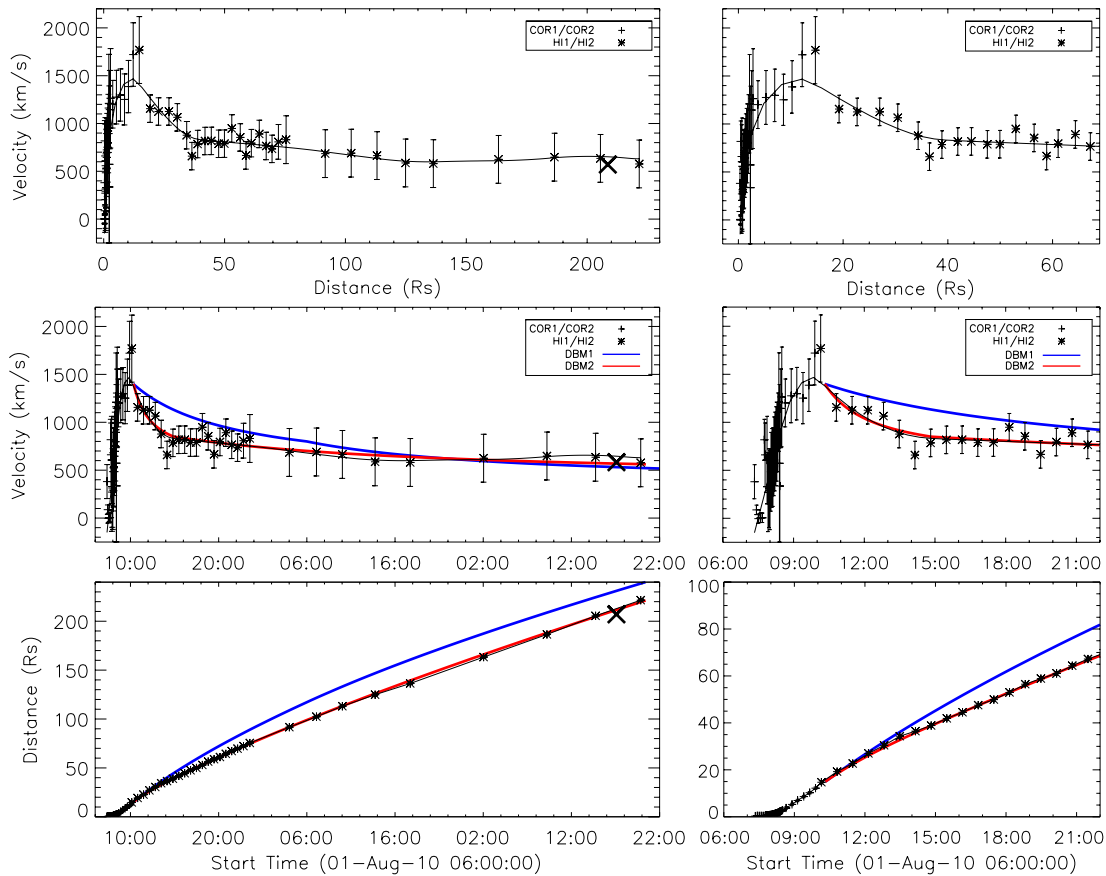 2000
1500
1000
500
0
Velocity (km/s)
COR1/COR2
HI1/HI2
0 50 100 150 200
Distance (Rs)
COR1/COR2
HI1/HI2
0 20 40 60
Distance (Rs)
2000
1500
1000
500
0
Velocity (km/s)
COR1/COR2
HI1/HI2
DBM1
DBM2
10:00 20:00 06:00 16:00 02:00 12:00 22:00
COR1/COR2
HI1/HI2
DBM1
DBM2
06:00 09:00 12:00 15:00 18:00 21:00
200
150
100
50
0
Distance (Rs)
10:00 20:00 06:00 16:00 02:00 12:00 22:00
Start Time (01-Aug-10 06:00:00)
100
80
60
40
20
0
06:00 09:00 12:00 15:00 18:00 21:00
Start Time (01-Aug-10 06:00:00)